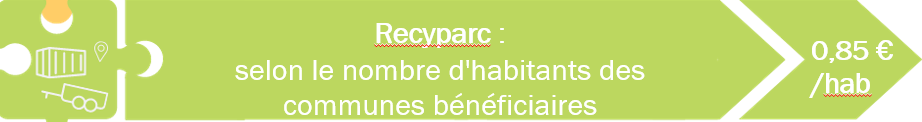 Recyparc :
selon le nombre d'habitants des
communes bénéficiaires
0,85 €
/hab